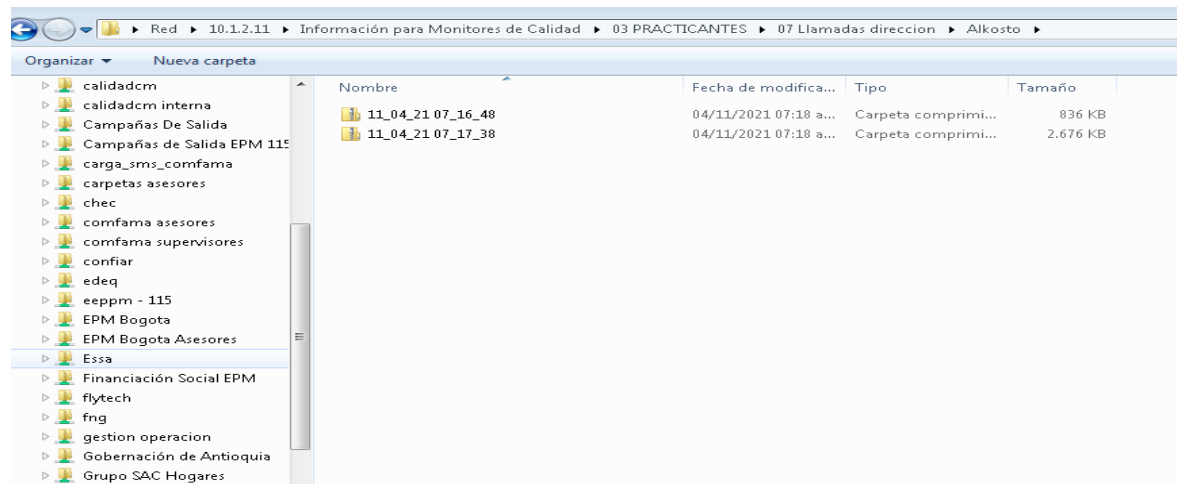 Red ▸ 10.1.2.11 ▸ Información para Monitores de Calidad ▸ 03 PRACTICANTES ▸ 07 Llamadas direccion ▸ Alkosto ▸
Organizar Nueva carpeta
calidadcm
calidadcm interna
Campañas De Salida
Campañas de Salida EPM 115
carga_sms_comfama
carpetas asesores
chec
comfama asesores
comfama supervisores
confiar
edeq
eeppm - 115
EPM Bogota
EPM Bogota Asesores
Essa
Financiación Social EPM
flytech
fng
gestion operacion
Gobernación de Antioquia
Grupo SAC Hogares
Nombre Fecha de modifica... Tipo Tamaño
11_04_21 07_16_48 04/11/2021 07:18 a... Carpeta comprimi... 836 KB
11_04_21 07_17_38 04/11/2021 07:18 a... Carpeta comprimi... 2.676 KB